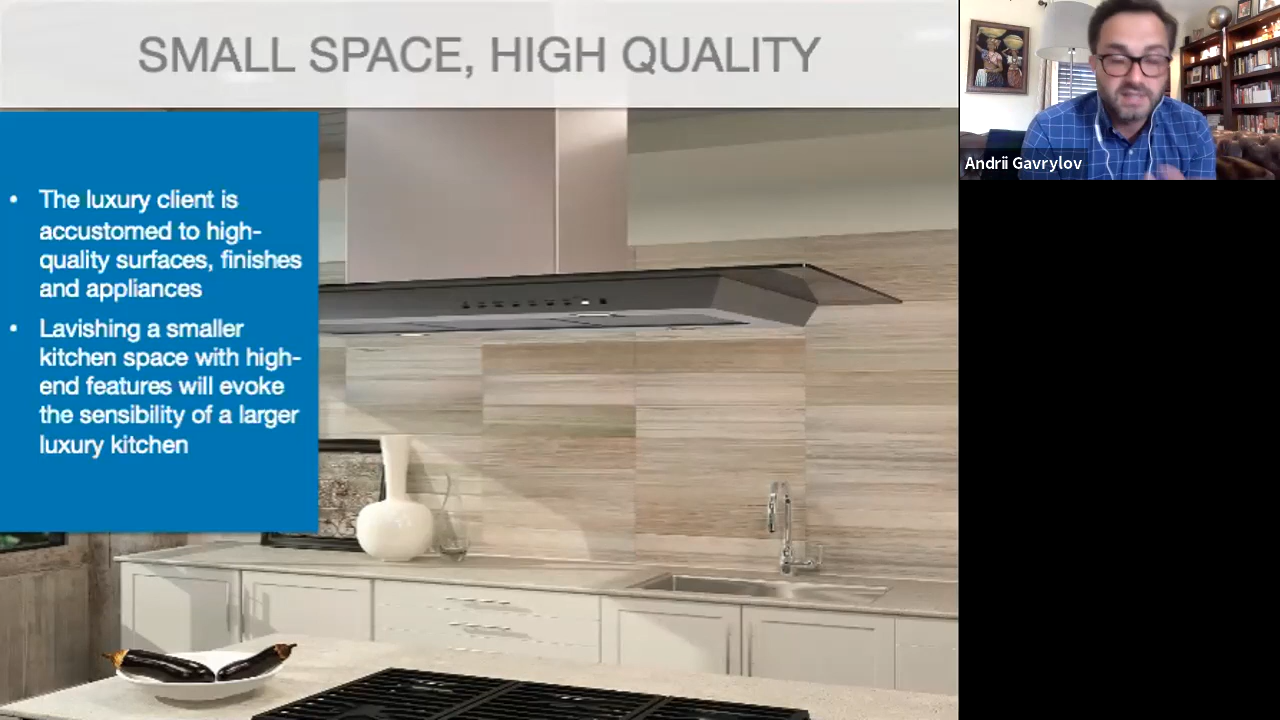 SMALL SPACE, HIGH QUALITY
• The luxury client is
accustomed to high-
quality surfaces, finishes
and appliances
• Lavishing a smaller
kitchen space with high-
end features will evoke
the sensibility of a larger
luxury kitchen
Andrii Gavrylov